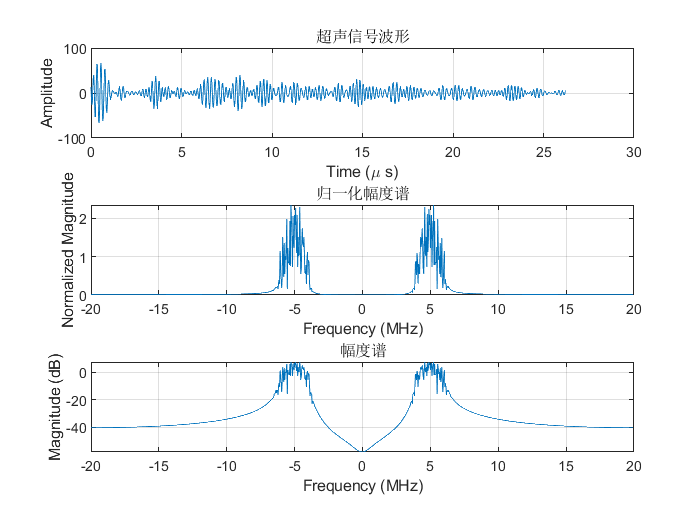 超声信号波形
100
0
-100
Amplitude
0 5 10 15 20 25 30
Time (μ s)
归一化幅度谱
2
1
0
Normalized Magnitude
-20 -15 -10 -5 0 5 10 15 20
Frequency (MHz)
幅度谱
0
-20
-40
Magnitude (dB)
-20 -15 -10 -5 0 5 10 15 20
Frequency (MHz)